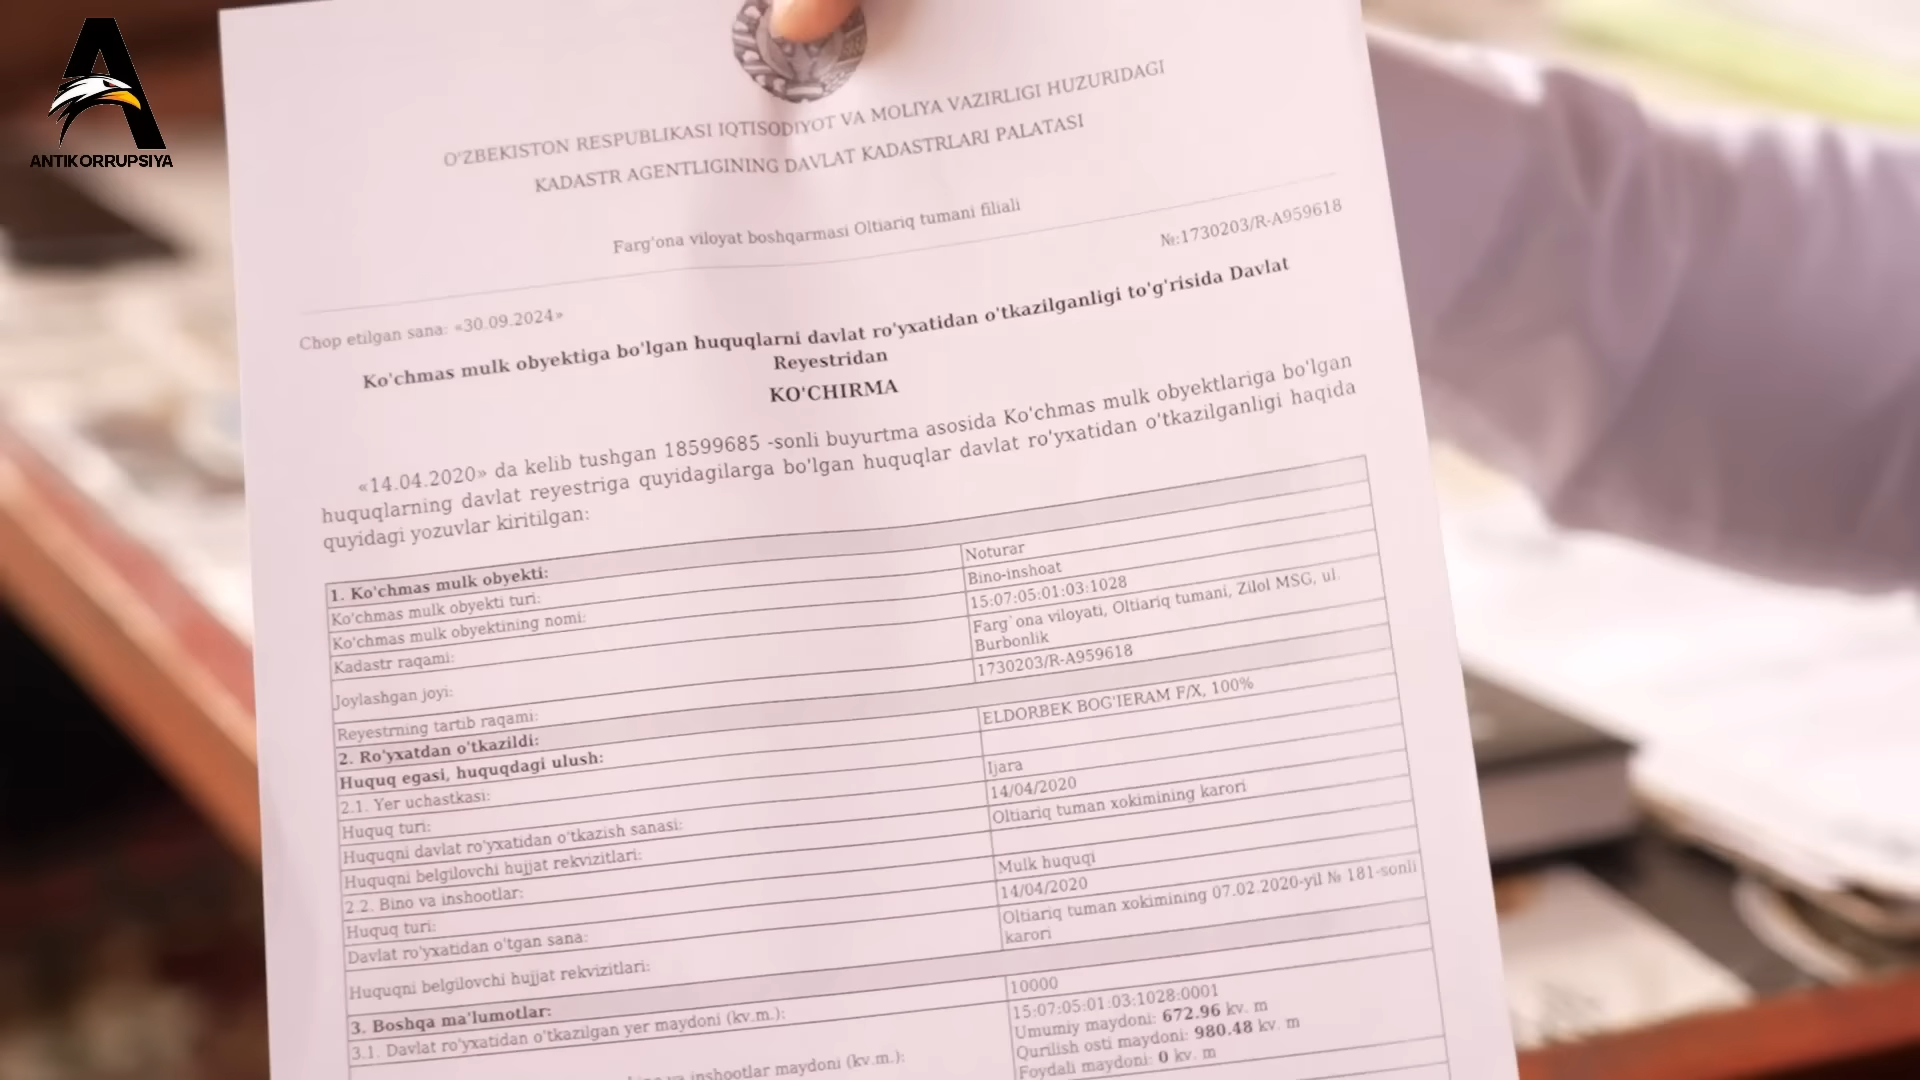 ANTIKORRUPSIYA
O'ZBEKISTON RESPUBLIKASI IQTISODIYOT VA MOLIYA VAZIRLIGI HUZURIDAGI
KADASTR AGENTLIGINING DAVLAT KADASTRLARI PALATASI
Farg'ona viloyat boshqarmasi Oltiariq tumani filiali
№:1730203/R-A959618
Chop etilgan sana: «30.09.2024»
Ko'chmas mulk obyektiga bo'lgan huquqlarni davlat ro'yxatidan o'tkazilganligi to'g'risida Davlat
Reyestridan
KO'CHIRMA
«14.04.2020» da kelib tushgan 18599685 -sonli buyurtma asosida Ko'chmas mulk obyektlariga bo'lgan
huquqlarning davlat reyestriga quyidagilarga bo'lgan huquqlar davlat ro'yxatidan o'tkazilganligi haqida
quyidagi yozuvlar kiritilgan:
1. Ko'chmas mulk obyekti:
Ko'chmas mulk obyekti turi: Noturar
Ko'chmas mulk obyektining nomi: Bino-inshoat
Kadastr raqami: 15:07:05:01:03:1028
Joylashgan joyi: Farg`ona viloyati, Oltiariq tumani, Zilol MSG, ul.
Burbonlik
Reyestrning tartib raqami: 1730203/R-A959618
2. Ro'yxatdan o'tkazildi:
Huquq egasi, huquqdagi ulush: ELDORBEK BOG'IERAM F/X, 100%
2.1. Yer uchastkasi:
Huquq turi: Ijara
Huquqni davlat ro'yxatidan o'tkazish sanasi: 14/04/2020
Huquqni belgilovchi hujjat rekvizitlari: Oltiariq tuman xokimining karori
2.2. Bino va inshootlar:
Huquq turi: Mulk huquqi
Davlat ro'yxatidan o'tgan sana: 14/04/2020
Huquqni belgilovchi hujjat rekvizitlari: Oltiariq tuman xokimining 07.02.2020-yil № 181-sonli
karori
3. Boshqa ma'lumotlar:
3.1. Davlat ro'yxatidan o'tkazilgan yer maydoni (kv.m.): 10000
15:07:05:01:03:1028:0001
Umumiy maydoni: 672.96 kv. m
Qurilish osti maydoni: 980.48 kv. m
va inshootlar maydoni (kv.m.): Foydali maydoni: 0 kv. m